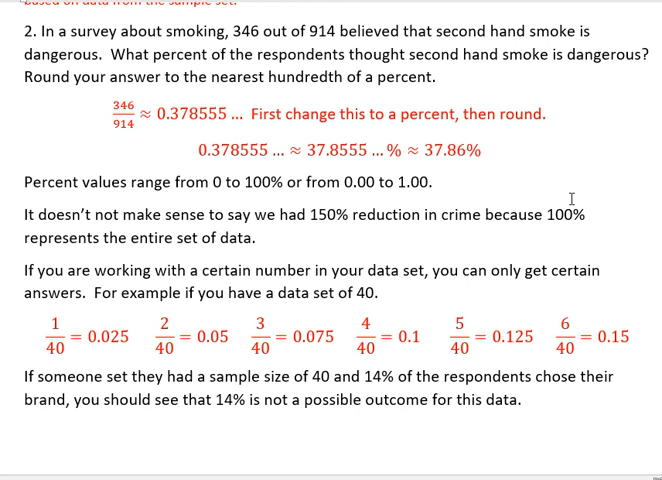 based on data from the sample set.
2. In a survey about smoking, 346 out of 914 believed that second hand smoke is
dangerous. What percent of the respondents thought second hand smoke is dangerous?
Round your answer to the nearest hundredth of a percent.
346/914 ≈ 0.378555 … First change this to a percent, then round.
0.378555 … ≈ 37.8555 … % ≈ 37.86%
Percent values range from 0 to 100% or from 0.00 to 1.00.
It doesn't not make sense to say we had 150% reduction in crime because 100%
represents the entire set of data.
If you are working with a certain number in your data set, you can only get certain
answers. For example if you have a data set of 40.
1/40 = 0.025 2/40 = 0.05 3/40 = 0.075 4/40 = 0.1 5/40 = 0.125 6/40 = 0.15
If someone set they had a sample size of 40 and 14% of the respondents chose their
brand, you should see that 14% is not a possible outcome for this data.